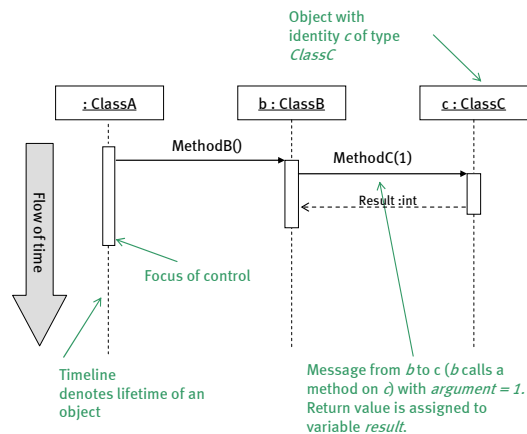 Object with
identity c of type
ClassC
: ClassA
b : ClassB
c : ClassC
MethodB()
MethodC(1)
Result :int
Flow of
time
Focus of control
Timeline
denotes lifetime of an
object
Message from b to c (b calls a
method on c) with argument = 1.
Return value is assigned to
variable result.